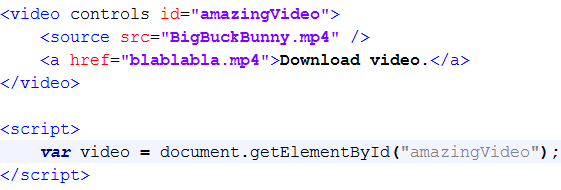 <video controls id="amazingVideo">
    <source src="BigBuckBunny.mp4" />
    <a href="blablabla.mp4">Download video.</a>
</video>

<script>
    var video = document.getElementById("amazingVideo");
</script>